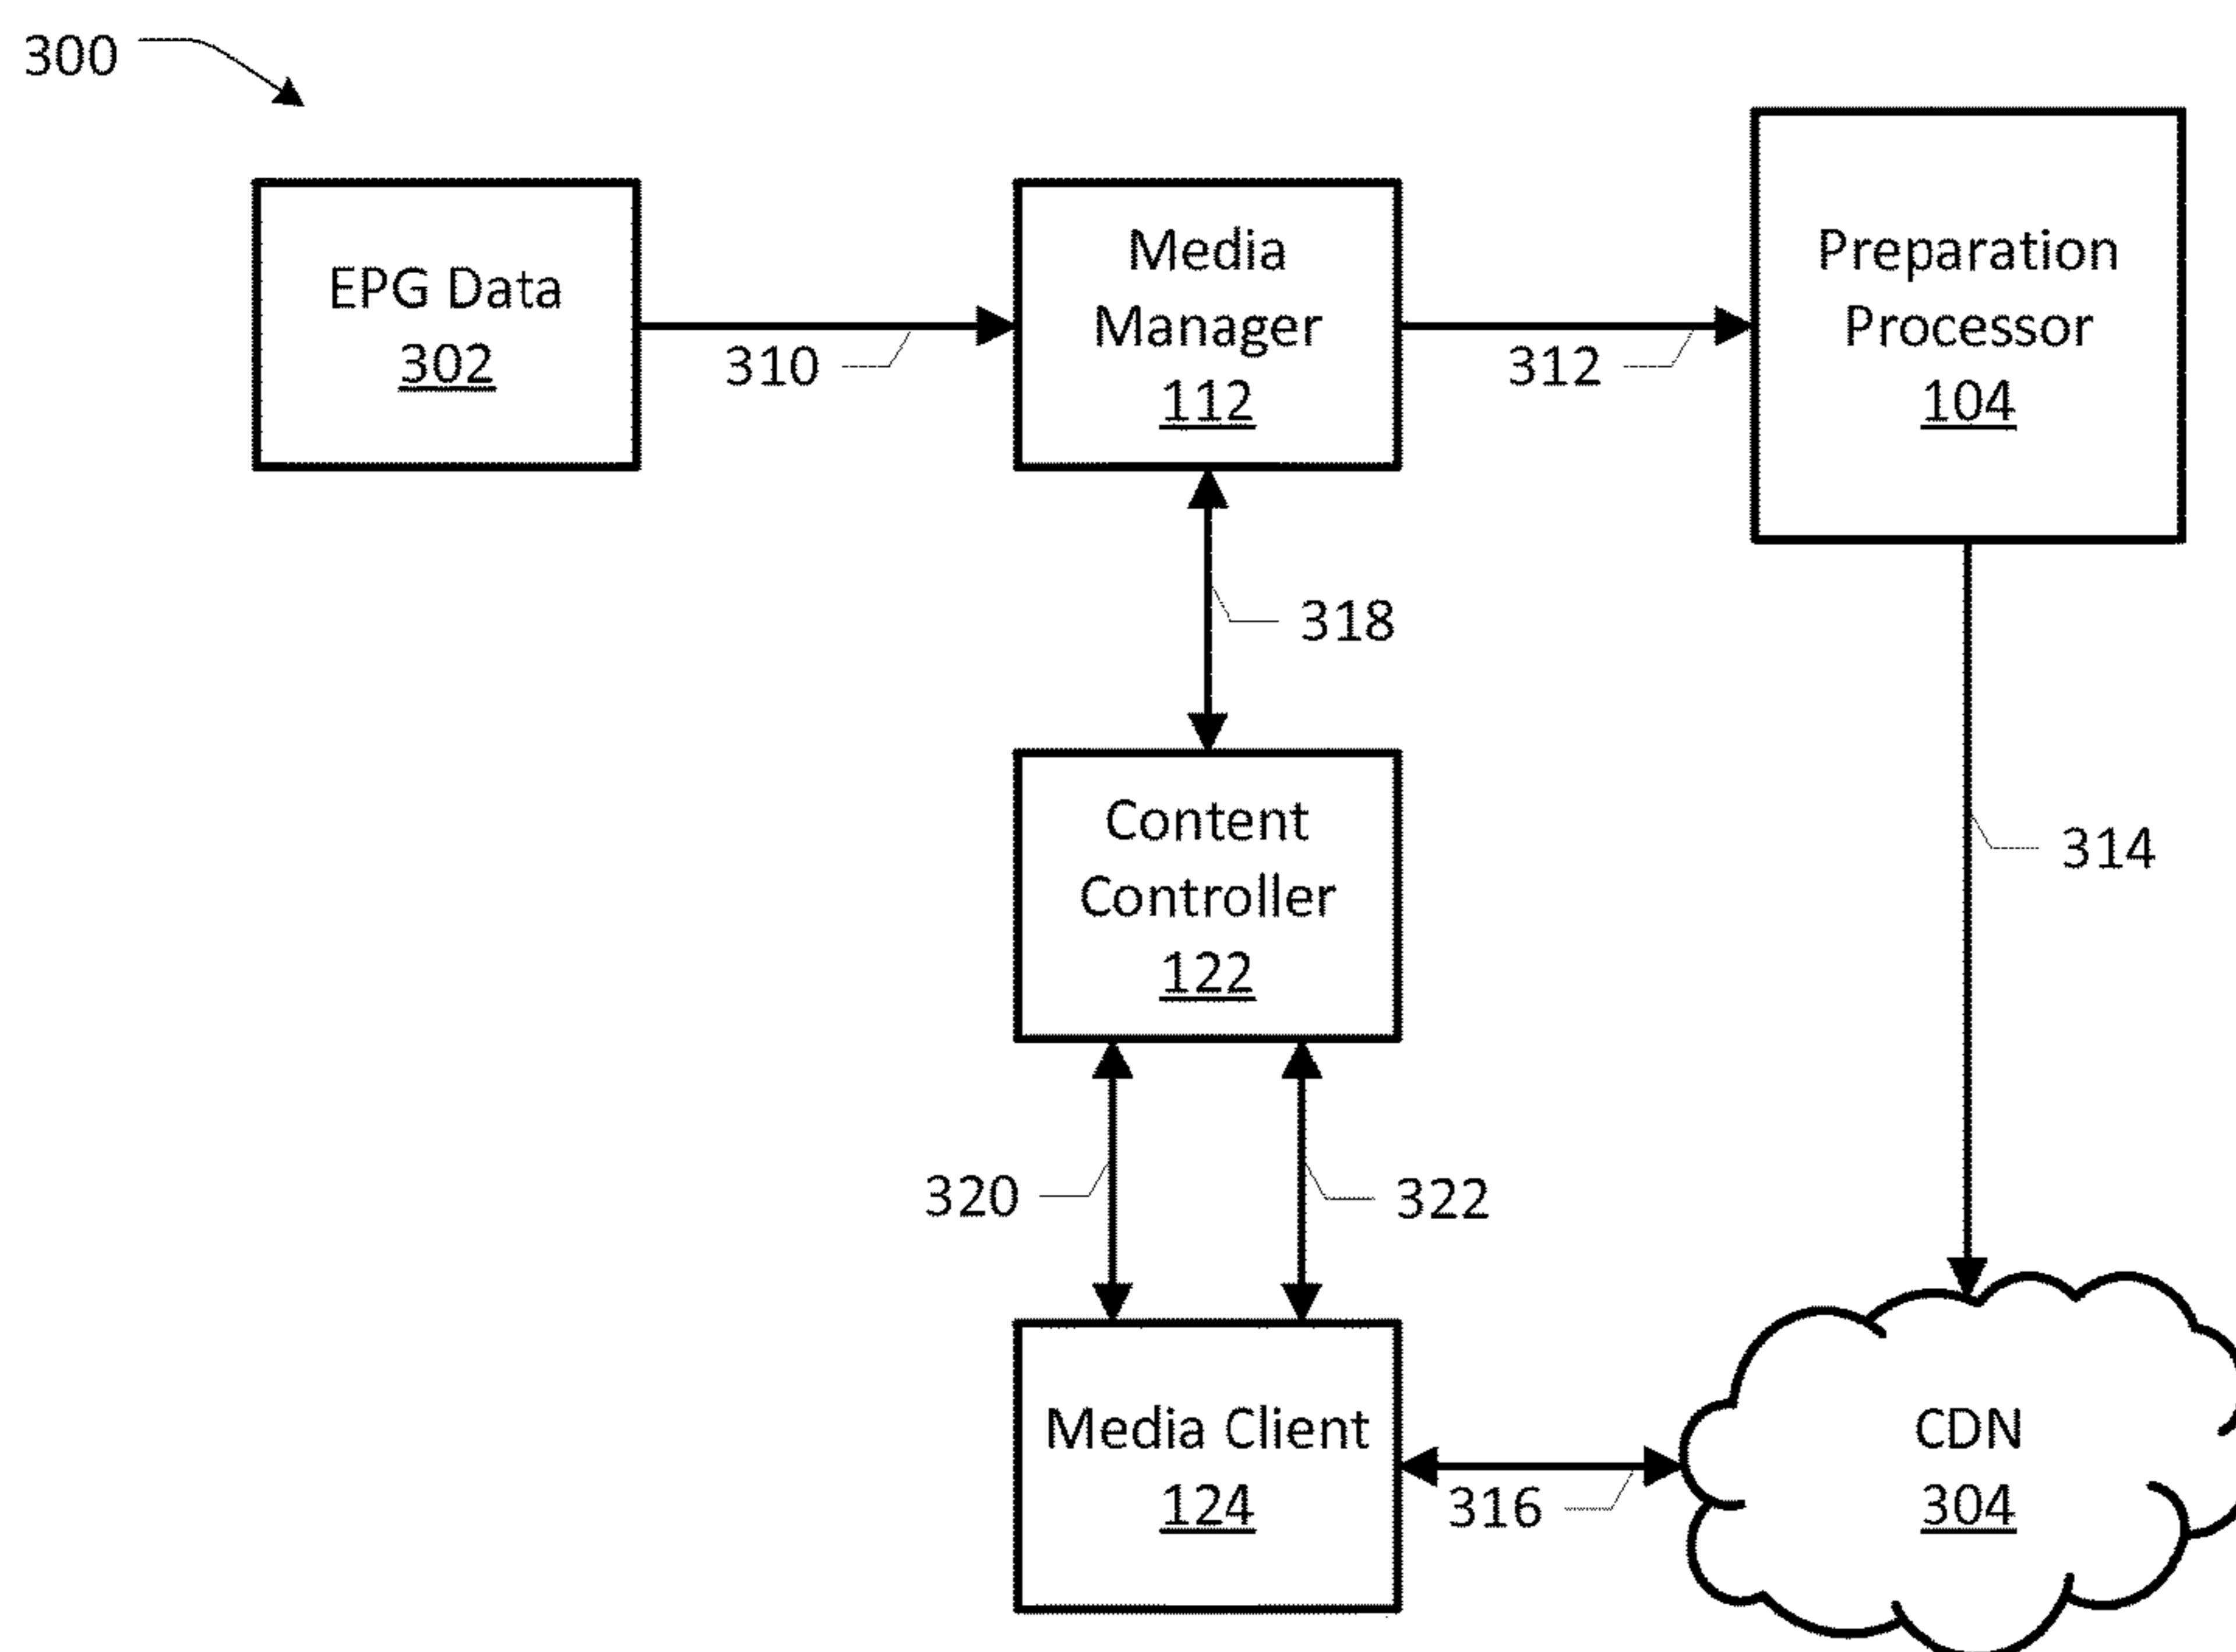 300
EPG Data
302
310
Media
Manager
112
312
Preparation
Processor
104
318
Content
Controller
122
314
320
322
Media Client
124
316
CDN
304